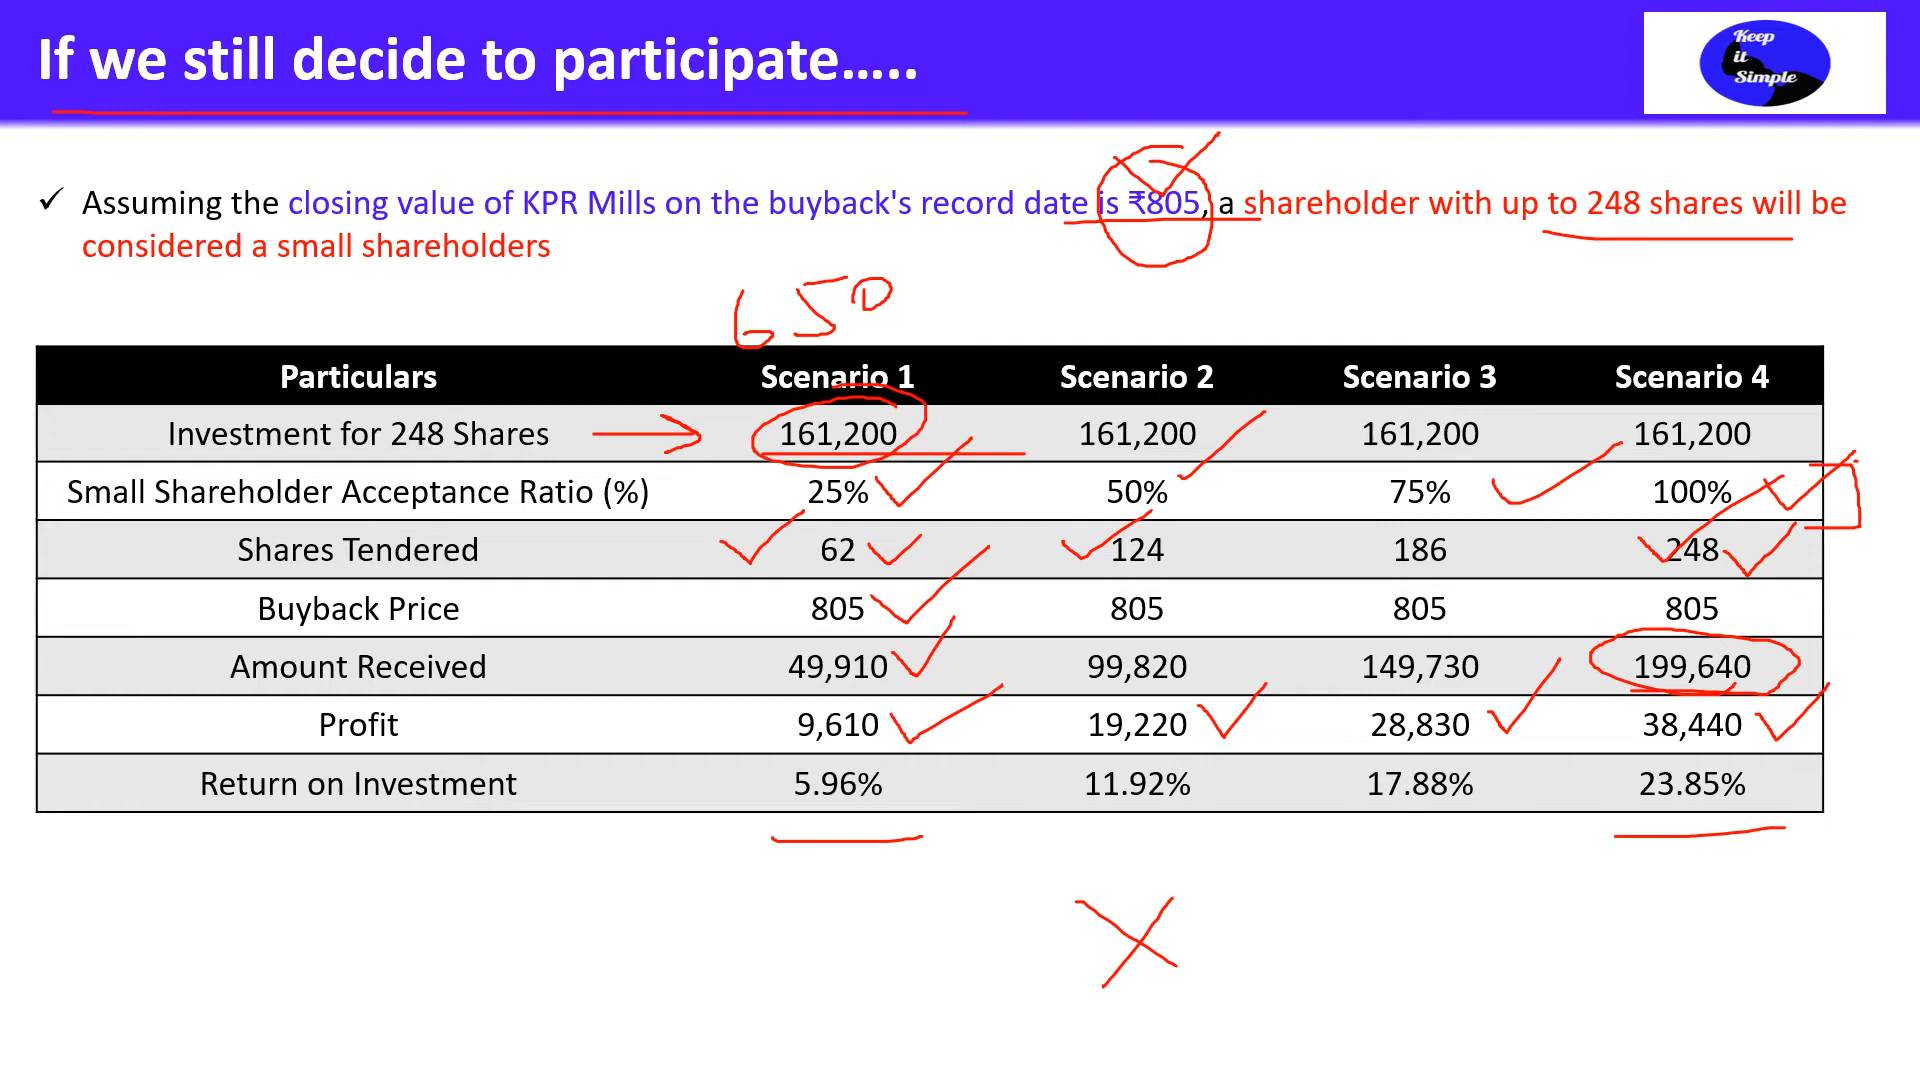 If we still decide to participate.....
Keep
it
Simple
✓ Assuming the closing value of KPR Mills on the buyback's record date is ₹805, a shareholder with up to 248 shares will be
considered a small shareholders
650
Particulars Scenario 1 Scenario 2 Scenario 3 Scenario 4
Investment for 248 Shares 161,200 161,200 161,200 161,200
Small Shareholder Acceptance Ratio (%) 25% 50% 75% 100%
Shares Tendered 62 124 186 248
Buyback Price 805 805 805 805
Amount Received 49,910 99,820 149,730 199,640
Profit 9,610 19,220 28,830 38,440
Return on Investment 5.96% 11.92% 17.88% 23.85%